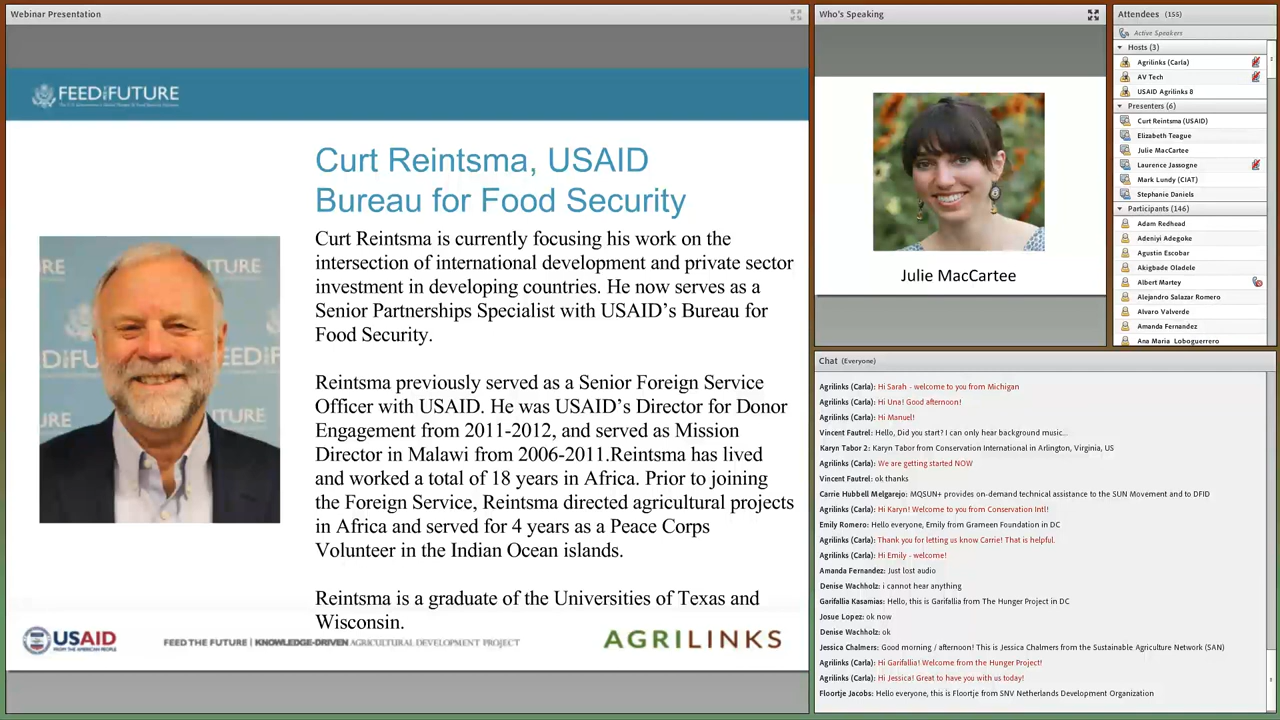 Webinar Presentation
FEED THE FUTURE
Curt Reintsma, USAID
Bureau for Food Security
Curt Reintsma is currently focusing his work on the
intersection of international development and private sector
investment in developing countries. He now serves as a
Senior Partnerships Specialist with USAID's Bureau for
Food Security.
Reintsma previously served as a Senior Foreign Service
Officer with USAID. He was USAID's Director for Donor
Engagement from 2011-2012, and served as Mission
Director in Malawi from 2006-2011.Reintsma has lived
and worked a total of 18 years in Africa. Prior to joining
the Foreign Service, Reintsma directed agricultural projects
in Africa and served for 4 years as a Peace Corps
Volunteer in the Indian Ocean islands.
Reintsma is a graduate of the Universities of Texas and
Wisconsin.
USAID
FROM THE AMERICAN PEOPLE
FEED THE FUTURE | KNOWLEDGE-DRIVEN AGRICULTURAL DEVELOPMENT PROJECT
AGRILINKS
Who's Speaking
Julie MacCartee
Attendees (155)
Active Speakers
Hosts (3)
Agrilinks (Carla)
AV Tech
USAID Agrilinks 8
Presenters (6)
Curt Reintsma (USAID)
Elizabeth Teague
Julie MacCartee
Laurence Jassogne
Mark Lundy (CIAT)
Stephanie Daniels
Participants (146)
Adam Redhead
Adeniyi Adegoke
Agustin Escobar
Akigbade Oladele
Albert Martey
Alejandro Salazar Romero
Alvaro Valverde
Amanda Fernandez
Ana Maria Loboguerrero
Chat (Everyone)
Agrilinks (Carla): Hi Sarah - welcome to you from Michigan
Agrilinks (Carla): Hi Una! Good afternoon!
Agrilinks (Carla): Hi Manuel!
Vincent Fautrel: Hello, Did you start? I can only hear background music...
Karyn Tabor 2: Karyn Tabor from Conservation International in Arlington, Virginia, US
Agrilinks (Carla): We are getting started NOW
Vincent Fautrel: ok thanks
Carrie Hubbell Melgarejo: MQSUN+ provides on-demand technical assistance to the SUN Movement and to DFID
Agrilinks (Carla): Hi Karyn! Welcome to you from Conservation Intl!
Emily Romero: Hello everyone, Emily from Grameen Foundation in DC
Agrilinks (Carla): Thank you for letting us know Carrie! That is helpful.
Agrilinks (Carla): Hi Emily - welcome!
Amanda Fernandez: Just lost audio
Denise Wachholz: i cannot hear anything
Garifallia Kasamias: Hello, this is Garifallia from The Hunger Project in DC
Josue Lopez: ok now
Denise Wachholz: ok
Jessica Chalmers: Good morning / afternoon! This is Jessica Chalmers from the Sustainable Agriculture Network (SAN)
Agrilinks (Carla): Hi Garifallia! Welcome from the Hunger Project!
Agrilinks (Carla): Hi Jessica! Great to have you with us today!
Floortje Jacobs: Hello everyone, this is Floortje from SNV Netherlands Development Organization